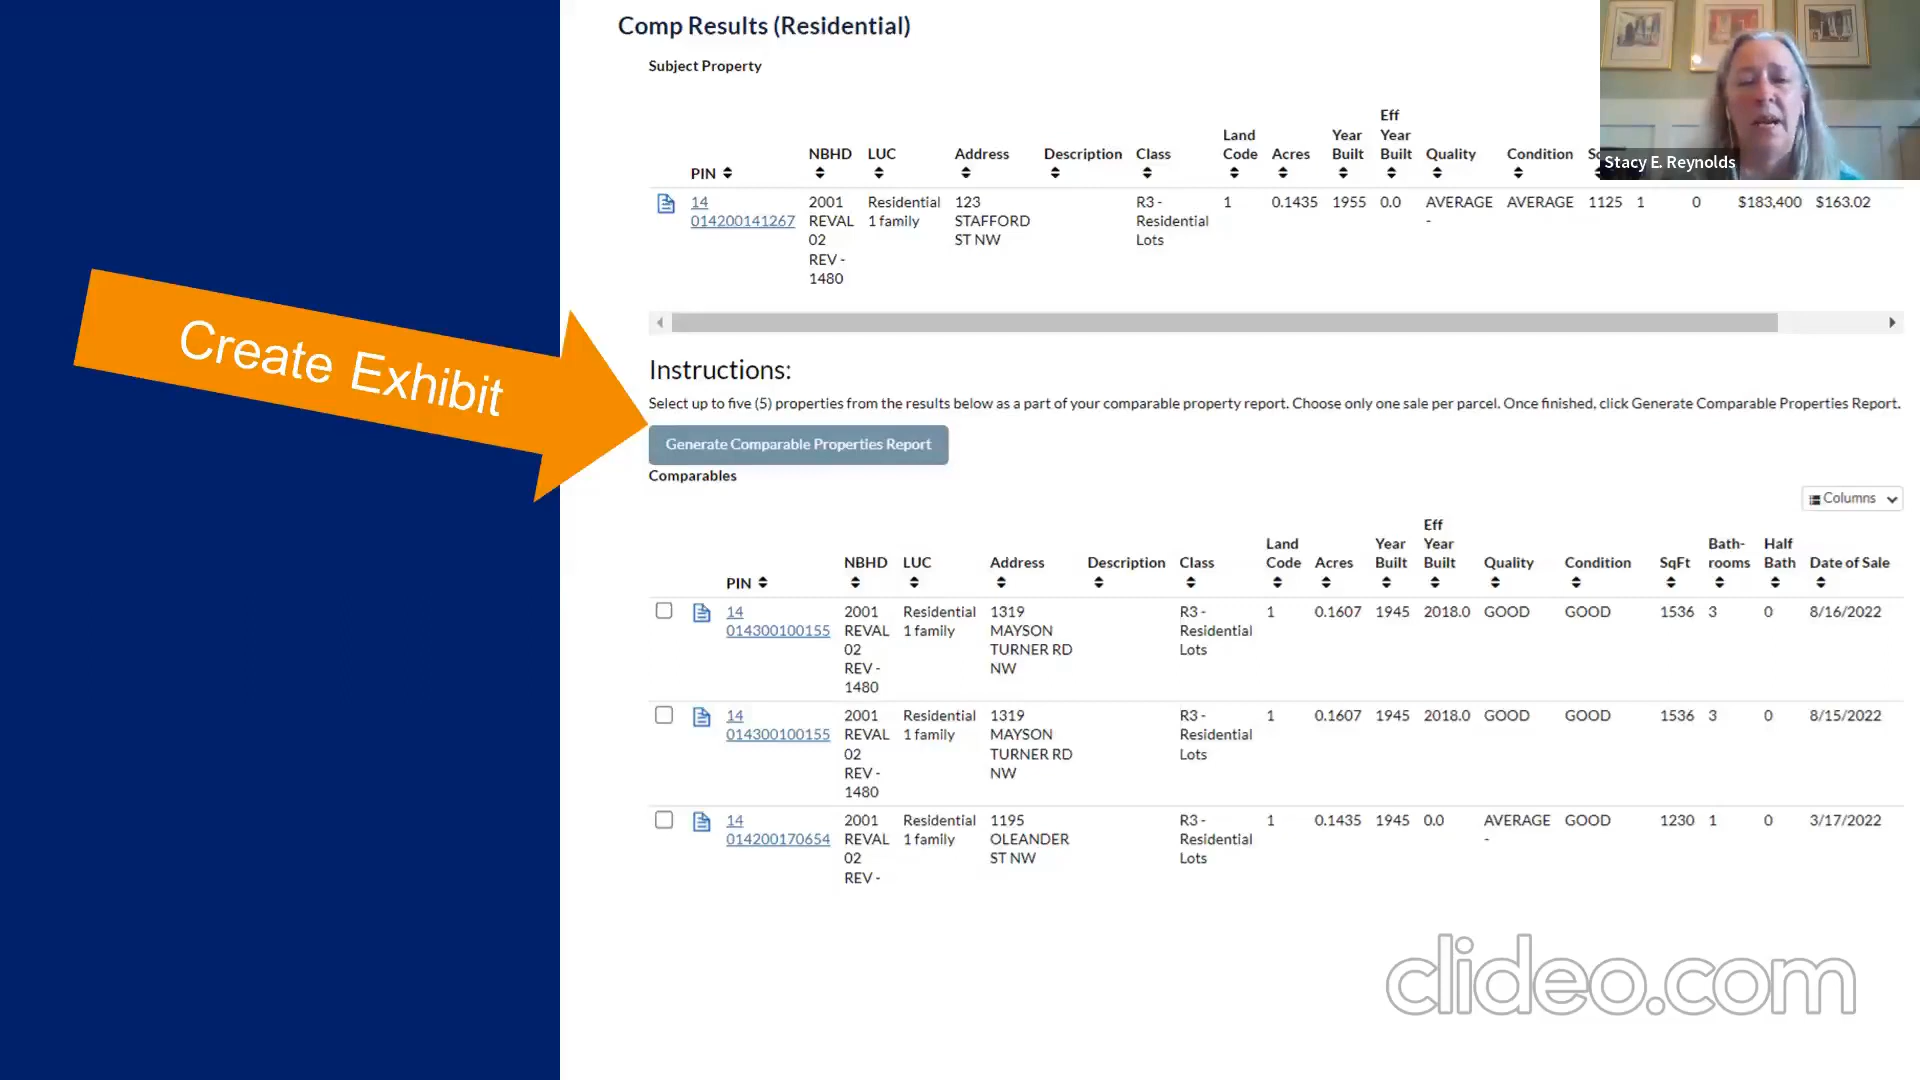 Comp Results (Residential)
Subject Property
PIN NBHD LUC Address Description Class Land Code Acres Year Built Eff Year Built Quality Condition
Stacy E. Reynolds
14 2001 Residential 123 R3 - 1 0.1435 1955 0.0 AVERAGE AVERAGE 1125 1 0 $183,400 $163.02
014200141267 REVAL 1 family STAFFORD Residential -
02 ST NW Lots
REV -
1480
Create Exhibit
Instructions:
Select up to five (5) properties from the results below as a part of your comparable property report. Choose only one sale per parcel. Once finished, click Generate Comparable Properties Report.
Generate Comparable Properties Report
Comparables
Columns
PIN NBHD LUC Address Description Class Land Code Acres Year Built Eff Year Built Quality Condition SqFt Bath-rooms Half Bath Date of Sale
14 2001 Residential 1319 R3 - 1 0.1607 1945 2018.0 GOOD GOOD 1536 3 0 8/16/2022
014300100155 REVAL 1 family MAYSON Residential
02 TURNER RD Lots
REV - NW
1480
14 2001 Residential 1319 R3 - 1 0.1607 1945 2018.0 GOOD GOOD 1536 3 0 8/15/2022
014300100155 REVAL 1 family MAYSON Residential
02 TURNER RD Lots
REV - NW
1480
14 2001 Residential 1195 R3 - 1 0.1435 1945 0.0 AVERAGE GOOD 1230 1 0 3/17/2022
014200170654 REVAL 1 family OLEANDER Residential -
02 ST NW Lots
REV -
clideo.com